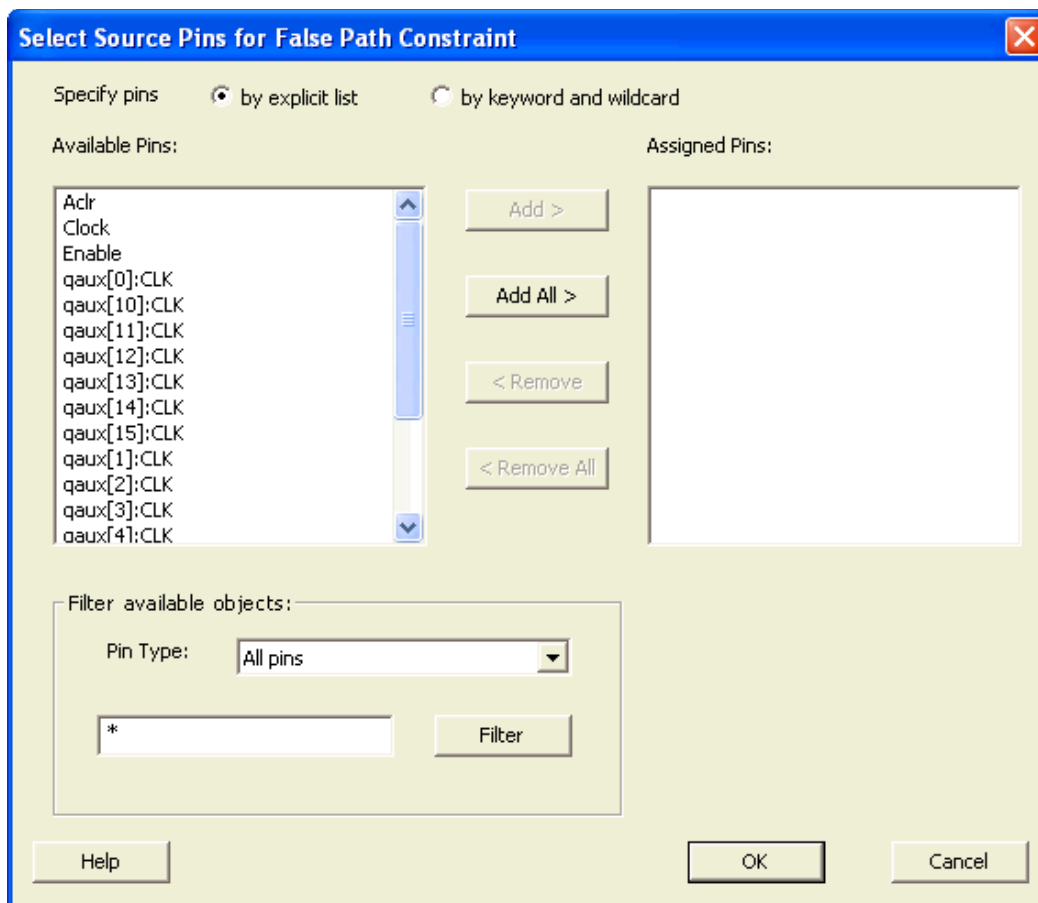 Select Source Pins for False Path Constraint
Specify pins by explicit list by keyword and wildcard
Available Pins: Assigned Pins:
Aclr
Clock
Enable
qaux[0]:CLK
qaux[10]:CLK
qaux[11]:CLK
qaux[12]:CLK
qaux[13]:CLK
qaux[14]:CLK
qaux[15]:CLK
qaux[1]:CLK
qaux[2]:CLK
qaux[3]:CLK
qaux[4]:CLK
Add >
Add All >
< Remove
< Remove All
Filter available objects:
Pin Type: All pins
* Filter
Help OK Cancel